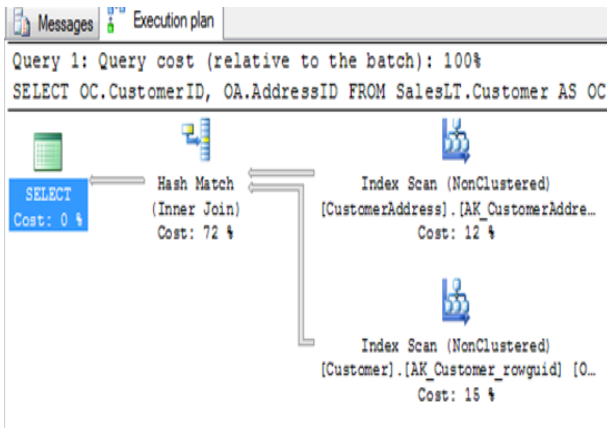 Messages Execution plan
Query 1: Query cost (relative to the batch): 100%
SELECT OC.CustomerID, OA.AddressID FROM SalesLT.Customer AS OC
SELECT
Cost: 0 %
Hash Match
(Inner Join)
Cost: 72 %
Index Scan (NonClustered)
[CustomerAddress].[AK_CustomerAddre…
Cost: 12 %
Index Scan (NonClustered)
[Customer].[AK_Customer_rowguid] [O…
Cost: 15 %